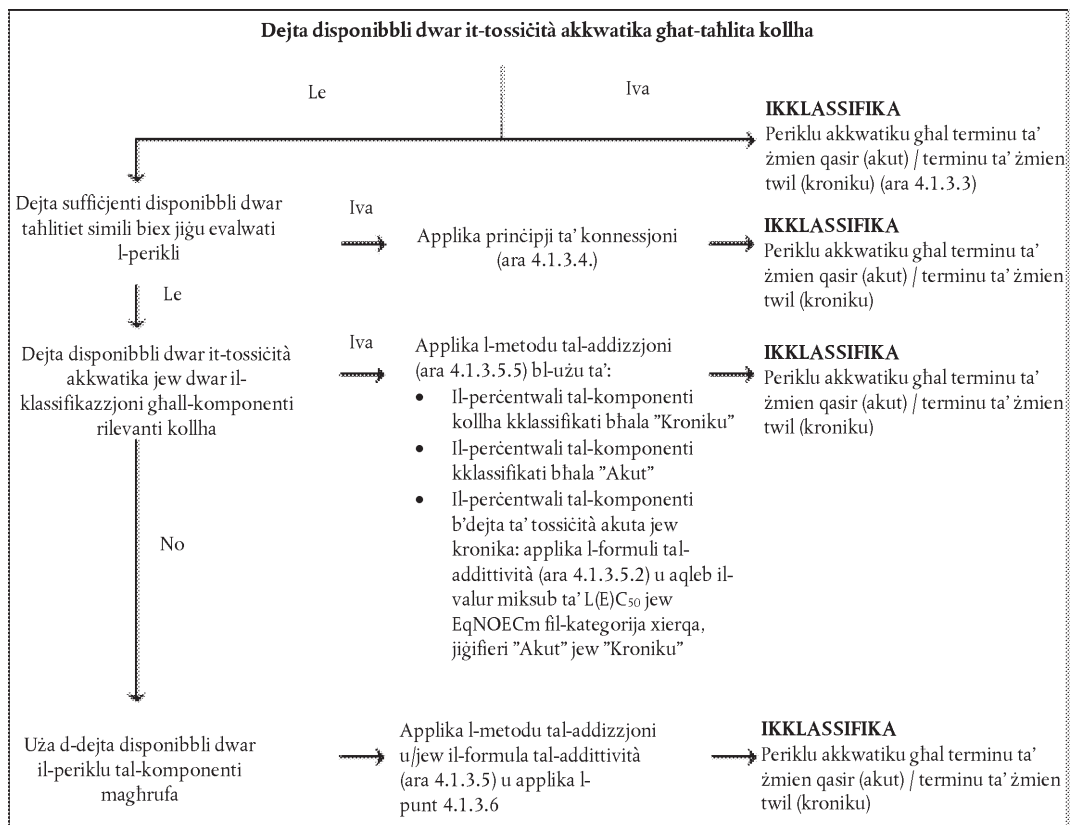 Dejta disponibbli dwar it-tossiċità akkwatika għat-taħlita kollha
Le
Iva
IKKLASSIFIKA
Periklu akkwatiku għal terminu ta'
żmien qasir (akut) / terminu ta' żmien
twil (kroniku) (ara 4.1.3.3)
Dejta suffiċjenti disponibbli dwar
taħlitiet simili biex jiġu evalwati
l-perikli
Iva
Applika prinċipji ta' konnessjoni
(ara 4.1.3.4.)
IKKLASSIFIKA
Periklu akkwatiku għal terminu ta'
żmien qasir (akut) / terminu ta' żmien
twil (kroniku)
Le
Dejta disponibbli dwar it-tossiċità
akkwatika jew dwar il-
klassifikazzjoni għall-komponenti
rilevanti kollha
Iva
Applika l-metodu tal-addizzjoni
(ara 4.1.3.5.5) bl-użu ta':
• Il-perċentwali tal-komponenti
kollha kklassifikati bħala "Kroniku"
• Il-perċentwali tal-komponenti
kklassifikati bħala "Akut"
• Il-perċentwali tal-komponenti
b'dejta ta' tossiċità akuta jew
kronika: applika l-formuli tal-
addittività (ara 4.1.3.5.2) u aqleb il-
valur miksub ta' L(E)C₅₀ jew
EqNOECm fil-kategorija xierqa,
jiġifieri "Akut" jew "Kroniku"
IKKLASSIFIKA
Periklu akkwatiku għal terminu ta'
żmien qasir (akut) / terminu ta' żmien
twil (kroniku)
No
Uża d-dejta disponibbli dwar
il-periklu tal-komponenti
magħrufa
Applika l-metodu tal-addizzjoni
u/jew il-formula tal-addittività
(ara 4.1.3.5) u applika l-
punt 4.1.3.6
IKKLASSIFIKA
Periklu akkwatiku għal terminu ta'
żmien qasir (akut) / terminu ta' żmien
twil (kroniku)